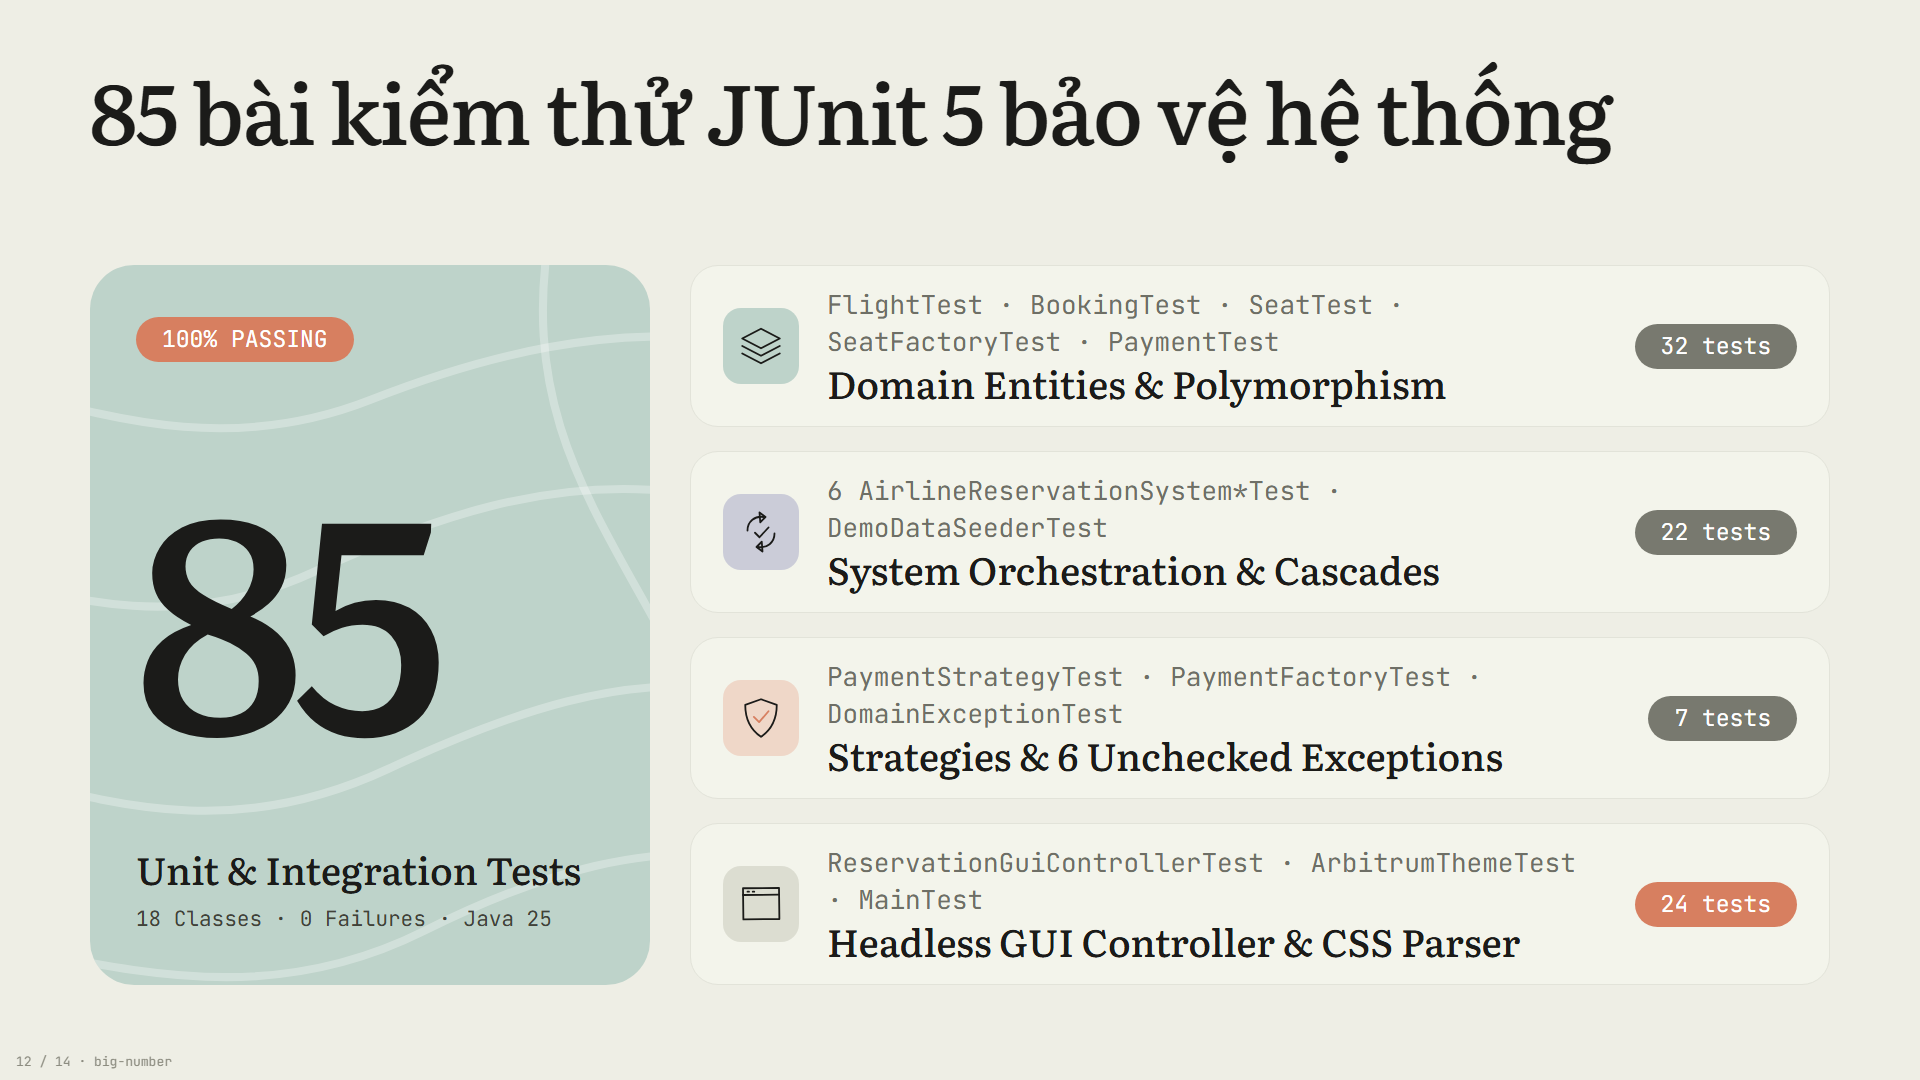 85 bài kiểm thử JUnit 5 bảo vệ hệ thống
100% PASSING
85
Unit & Integration Tests
18 Classes · 0 Failures · Java 25
FlightTest · BookingTest · SeatTest ·
SeatFactoryTest · PaymentTest
Domain Entities & Polymorphism
32 tests
6 AirlineReservationSystem*Test ·
DemoDataSeederTest
System Orchestration & Cascades
22 tests
PaymentStrategyTest · PaymentFactoryTest ·
DomainExceptionTest
Strategies & 6 Unchecked Exceptions
7 tests
ReservationGuiControllerTest · ArbitrumThemeTest
· MainTest
Headless GUI Controller & CSS Parser
24 tests
12 / 14 · big-number